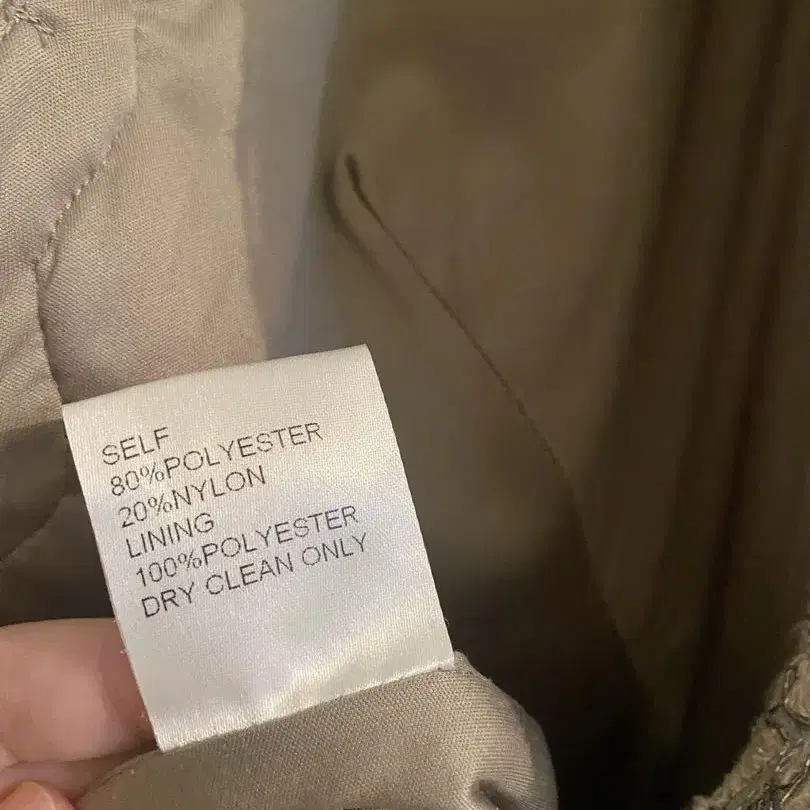 SELF
80%POLYESTER
20%NYLON
LINING
100%POLYESTER
DRY CLEAN ONLY